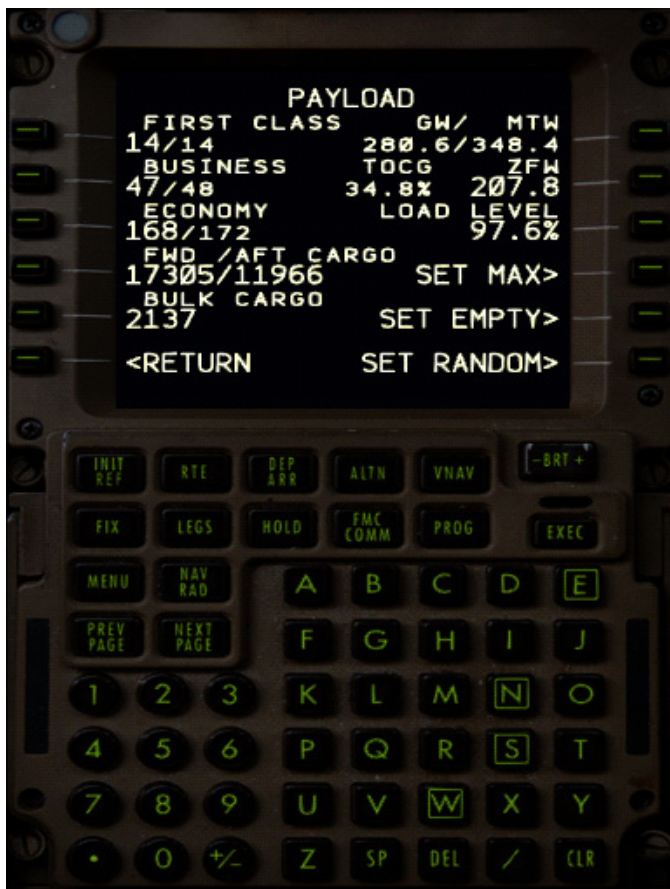 PAYLOAD
FIRST CLASS GW/ MTW
14/14 280.6/348.4
BUSINESS TOCG ZFW
47/48 34.8% 207.8
ECONOMY LOAD LEVEL
168/172 97.6%
FWD /AFT CARGO
17305/11966 SET MAX>
BULK CARGO
2137 SET EMPTY>
<RETURN SET RANDOM>
INIT REF RTE DEP ARR ALTN VNAV -BRT+
FIX LEGS HOLD FMC COMM PROG EXEC
MENU NAV RAD A B C D E
PREV PAGE NEXT PAGE F G H I J
1 2 3 K L M N O
4 5 6 P Q R S T
7 8 9 U V W X Y
. 0 +/- Z SP DEL / CLR